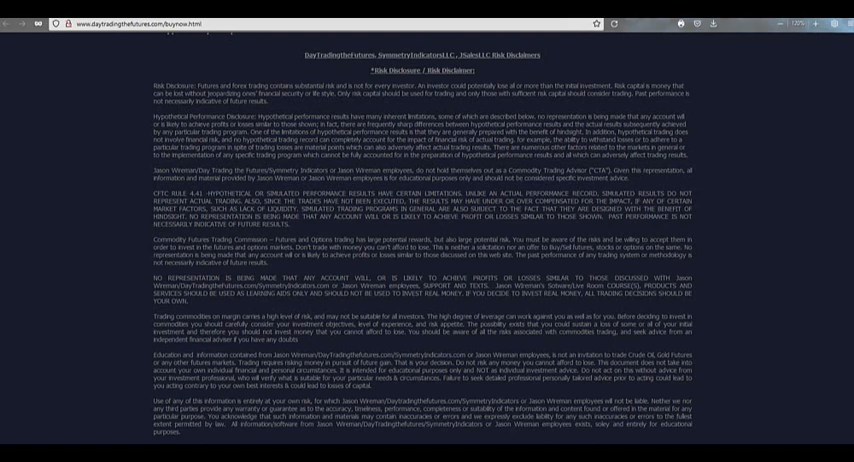 www.daytradingthefutures.com/buynow.html
135%
DayTradingtheFutures, SymmetryIndicatorsLLC, JSalesLLC Risk Disclaimers
*Risk Disclosure / Risk Disclaimer:
Risk Disclosure: Futures and forex trading contains substantial risk and is not for every investor. An investor could potentially lose all or more than the initial investment. Risk capital is money that
can be lost without jeopardizing ones' financial security or life style. Only risk capital should be used for trading and only those with sufficient risk capital should consider trading. Past performance is
not necessarily indicative of future results.
Hypothetical Performance Disclosure: Hypothetical performance results have many inherent limitations, some of which are described below. no representation is being made that any account will
or is likely to achieve profits or losses similar to those shown; in fact, there are frequently sharp differences between hypothetical performance results and the actual results subsequently achieved
by any particular trading program. One of the limitations of hypothetical performance results is that they are generally prepared with the benefit of hindsight. In addition, hypothetical trading does
not involve financial risk, and no hypothetical trading record can completely account for the impact of financial risk of actual trading. for example, the ability to withstand losses or to adhere to a
particular trading program in spite of trading losses are material points which can also adversely affect actual trading results. There are numerous other factors related to the markets in general or
to the implementation of any specific trading program which cannot be fully accounted for in the preparation of hypothetical performance results and all which can adversely affect trading results.
Jason Wireman/Day Trading the Futures/Symmetry Indicators or Jason Wireman employees, do not hold themselves out as a Commodity Trading Advisor ("CTA"). Given this representation, all
information and material provided by Jason Wireman or Jason Wireman employees is for educational purposes only and should not be considered specific investment advice.
CFTC RULE 4.41 -HYPOTHETICAL OR SIMULATED PERFORMANCE RESULTS HAVE CERTAIN LIMITATIONS. UNLIKE AN ACTUAL PERFORMANCE RECORD, SIMULATED RESULTS DO NOT
REPRESENT ACTUAL TRADING. ALSO, SINCE THE TRADES HAVE NOT BEEN EXECUTED, THE RESULTS MAY HAVE UNDER OR OVER COMPENSATED FOR THE IMPACT, IF ANY OF CERTAIN
MARKET FACTORS, SUCH AS LACK OF LIQUIDITY. SIMULATED TRADING PROGRAMS IN GENERAL ARE ALSO SUBJECT TO THE FACT THAT THEY ARE DESIGNED WITH THE BENEFIT OF
HINDSIGHT. NO REPRESENTATION IS BEING MADE THAT ANY ACCOUNT WILL OR IS LIKELY TO ACHIEVE PROFIT OR LOSSES SIMILAR TO THOSE SHOWN. PAST PERFORMANCE IS NOT
NECESSARILY INDICATIVE OF FUTURE RESULTS.
Commodity Futures Trading Commission – Futures and Options trading has large potential rewards, but also large potential risk. You must be aware of the risks and be willing to accept them in
order to invest in the futures and options markets. Don't trade with money you can't afford to lose. This is neither a solicitation nor an offer to Buy/Sell futures, stocks or options on the same. No
representation is being made that any account will or is likely to achieve profits or losses similar to those discussed on this web site. The past performance of any trading system or methodology is
not necessarily indicative of future results.
NO REPRESENTATION IS BEING MADE THAT ANY ACCOUNT WILL, OR IS LIKELY TO ACHIEVE PROFITS OR LOSSES SIMILAR TO THOSE DISCUSSED WITH Jason
Wireman/DayTradingthefutures.com/SymmetryIndicators.com or Jason Wireman employees, SUPPORT AND TEXTS. Jason Wireman's Sotware/Live Room COURSE(S). PRODUCTS AND
SERVICES SHOULD BE USED AS LEARNING AIDS ONLY AND SHOULD NOT BE USED TO INVEST REAL MONEY. IF YOU DECIDE TO INVEST REAL MONEY, ALL TRADING DECISIONS SHOULD BE
YOUR OWN.
Trading commodities on margin carries a high level of risk, and may not be suitable for all investors. The high degree of leverage can work against you as well as for you. Before deciding to invest in
commodities you should carefully consider your investment objectives, level of experience, and risk appetite. The possibility exists that you could sustain a loss of some or all of your initial
investment and therefore you should not invest money that you cannot afford to lose. You should be aware of all the risks associated with commodities trading, and seek advice from an
independent financial adviser if you have any doubts
Education and information contained from Jason Wireman/DayTradingthefutures.com/SymmetryIndicators.com or Jason Wireman employees, is not an invitation to trade Crude Oil, Gold Futures
or any other futures markets. Trading requires risking money in pursuit of future gain. That is your decision. Do not risk any money you cannot afford to lose. This document does not take into
account your own individual financial and personal circumstances. It is intended for educational purposes only and NOT as individual investment advice. Do not act on this without advice from
your investment professional, who will verify what is suitable for your particular needs & circumstances. Failure to seek detailed professional personally tailored advice prior to acting could lead to
you acting contrary to your own best interests & could lead to losses of capital.
Use of any of this information is entirely at your own risk, for which Jason Wireman/Daytradingthefutures.com/SymmetryIndicators or Jason Wireman employees will not be liable. Neither we nor
any third parties provide any warranty or guarantee as to the accuracy, timeliness, performance, completeness or suitability of the information and content found or offered in the material for any
particular purpose. You acknowledge that such information and materials may contain inaccuracies or errors and we expressly exclude liability for any such inaccuracies or errors to the fullest
extent permitted by law. All information/software from Jason Wireman/DayTradingthefutures/SymmetryIndicators or Jason Wireman employees exists, soley and entirely for educational
purposes.